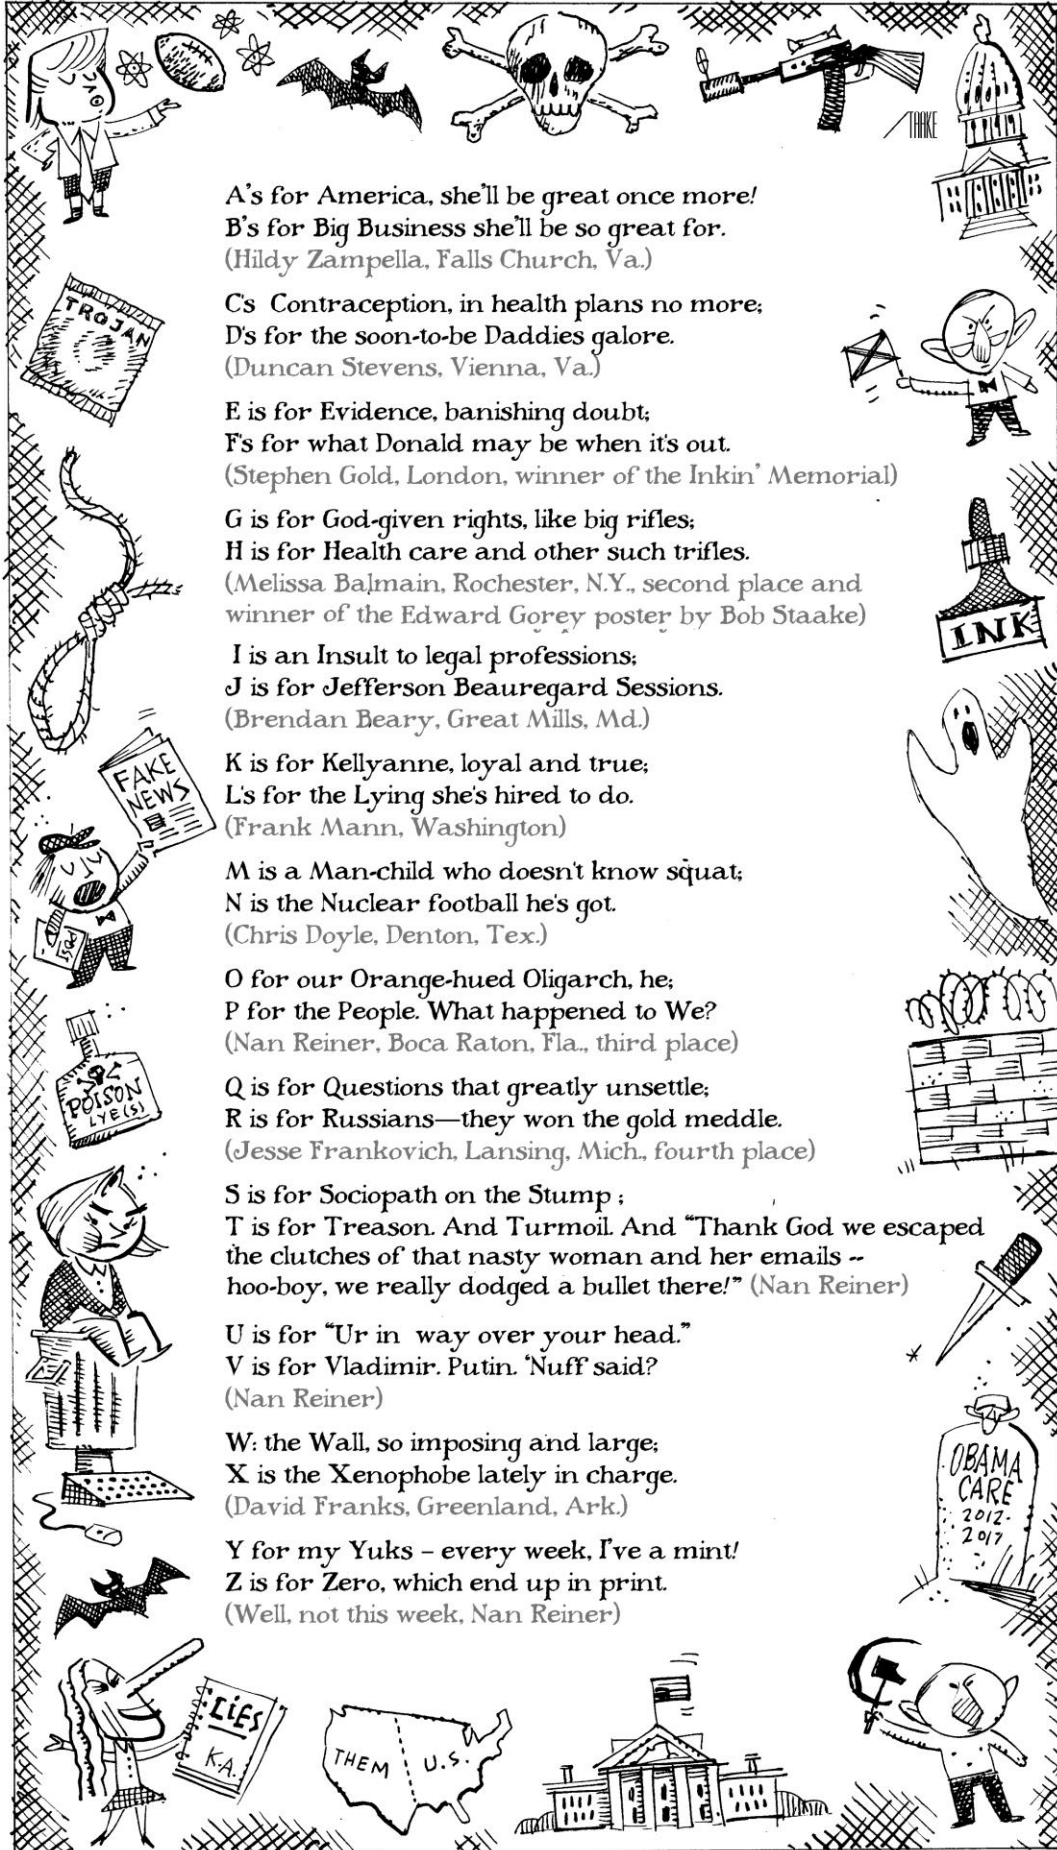 STAAKE
A's for America, she'll be great once more!
B's for Big Business she'll be so great for.
(Hildy Zampella, Falls Church, Va.)
TROJAN
C's Contraception, in health plans no more;
D's for the soon-to-be Daddies galore.
(Duncan Stevens, Vienna, Va.)
E is for Evidence, banishing doubt;
F's for what Donald may be when it's out.
(Stephen Gold, London, winner of the Inkin' Memorial)
G is for God-given rights, like big rifles;
H is for Health care and other such trifles.
(Melissa Balmain, Rochester, N.Y., second place and
winner of the Edward Gorey poster by Bob Staake)
INK
I is an Insult to legal professions;
J is for Jefferson Beauregard Sessions.
(Brendan Beary, Great Mills, Md.)
FAKE
NEWS
K is for Kellyanne, loyal and true;
L's for the Lying she's hired to do.
(Frank Mann, Washington)
M is a Man-child who doesn't know squat;
N is the Nuclear football he's got.
(Chris Doyle, Denton, Tex.)
POST
O for our Orange-hued Oligarch, he;
P for the People. What happened to We?
(Nan Reiner, Boca Raton, Fla., third place)
POISON
LYE(S)
Q is for Questions that greatly unsettle;
R is for Russians—they won the gold meddle.
(Jesse Frankovich, Lansing, Mich., fourth place)
S is for Sociopath on the Stump ;
T is for Treason. And Turmoil. And “Thank God we escaped
the clutches of that nasty woman and her emails --
hoo-boy, we really dodged a bullet there!” (Nan Reiner)
U is for “Ur in way over your head.”
V is for Vladimir. Putin. ‘Nuff said?
(Nan Reiner)
W: the Wall, so imposing and large;
X is the Xenophobe lately in charge.
(David Franks, Greenland, Ark.)
OBAMA
CARE
2012-
2017
Y for my Yuks – every week, I've a mint!
Z is for Zero, which end up in print.
(Well, not this week, Nan Reiner)
LIES
K.A.
THEM U.S.